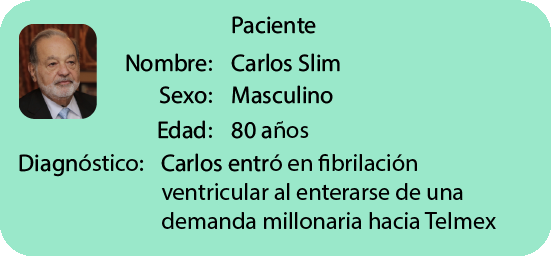 Paciente
Nombre: Carlos Slim
Sexo: Masculino
Edad: 80 años
Diagnóstico: Carlos entró en fibrilación
ventricular al enterarse de una
demanda millonaria hacia Telmex